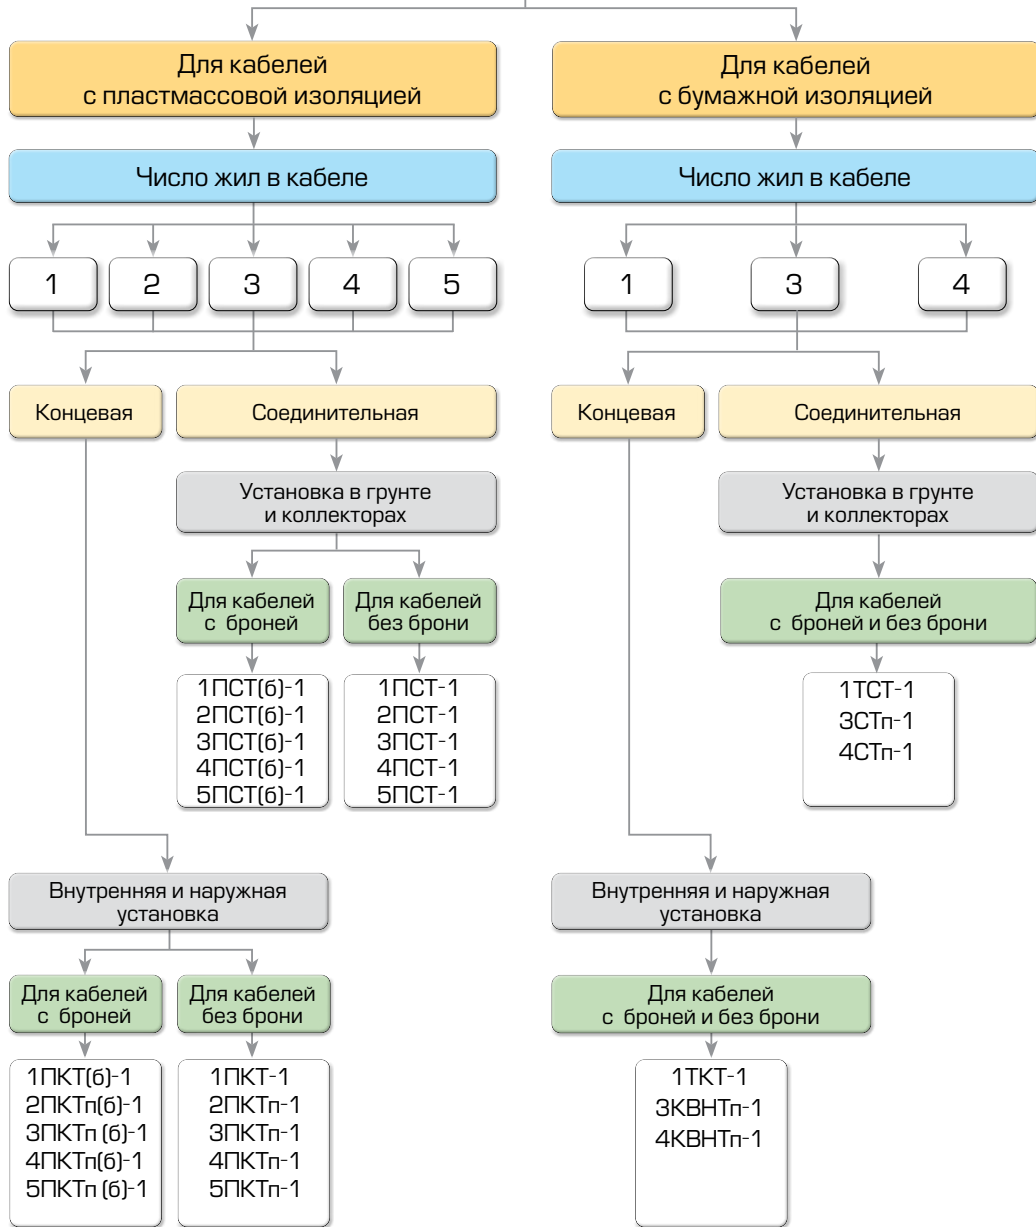 Для кабелей
с пластмассовой изоляцией
Число жил в кабеле
1
2
3
4
5
Концевая
Соединительная
Установка в грунте
и коллекторах
Для кабелей
с броней
Для кабелей
без брони
1ПСТ(б)-1
2ПСТ(б)-1
3ПСТ(б)-1
4ПСТ(б)-1
5ПСТ(б)-1
1ПСТ-1
2ПСТ-1
3ПСТ-1
4ПСТ-1
5ПСТ-1
Внутренняя и наружная
установка
Для кабелей
с броней
Для кабелей
без брони
1ПКТ(б)-1
2ПКТп(б)-1
3ПКТп (б)-1
4ПКТп(б)-1
5ПКТп (б)-1
1ПКТ-1
2ПКТп-1
3ПКТп-1
4ПКТп-1
5ПКТп-1
Для кабелей
с бумажной изоляцией
Число жил в кабеле
1
3
4
Концевая
Соединительная
Установка в грунте
и коллекторах
Для кабелей
с броней и без брони
1ТСТ-1
3СТп-1
4СТп-1
Внутренняя и наружная
установка
Для кабелей
с броней и без брони
1ТКТ-1
3КВНТп-1
4КВНТп-1